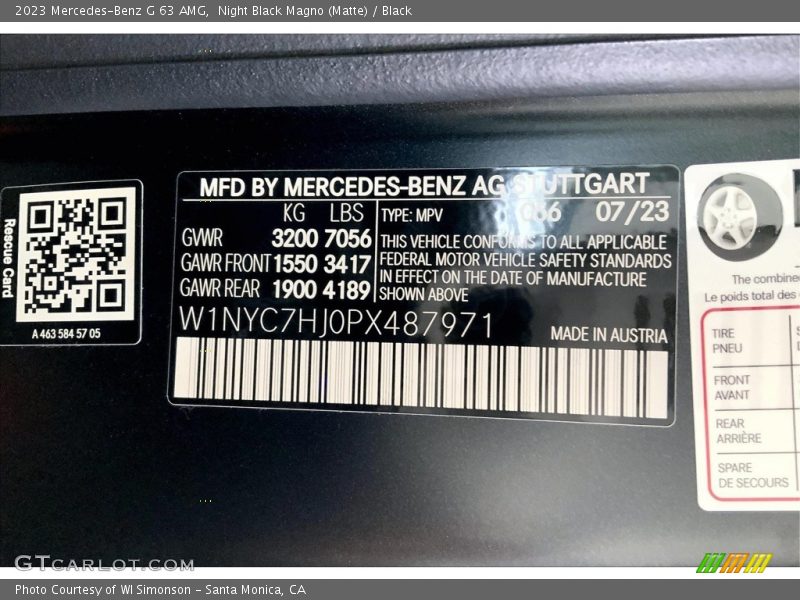 2023 Mercedes-Benz G 63 AMG,  Night Black Magno (Matte) / Black
Rescue Card
A 463 584 57 05
MFD BY MERCEDES-BENZ AG STUTTGART
KG LBS
GWWR 3200 7056
GAWR FRONT 1550 3417
GAWR REAR 1900 4189
TYPE: MPV 056 07/23
THIS VEHICLE CONFORMS TO ALL APPLICABLE
FEDERAL MOTOR VEHICLE SAFETY STANDARDS
IN EFFECT ON THE DATE OF MANUFACTURE
SHOWN ABOVE
W1NYC7HJ0PX487971
MADE IN AUSTRIA
The combine
Le poids total des
TIRE
PNEU
FRONT
AVANT
REAR
ARRIÈRE
SPARE
DE SECOURS
GTcarlot.com
Photo Courtesy of WI Simonson - Santa Monica, CA